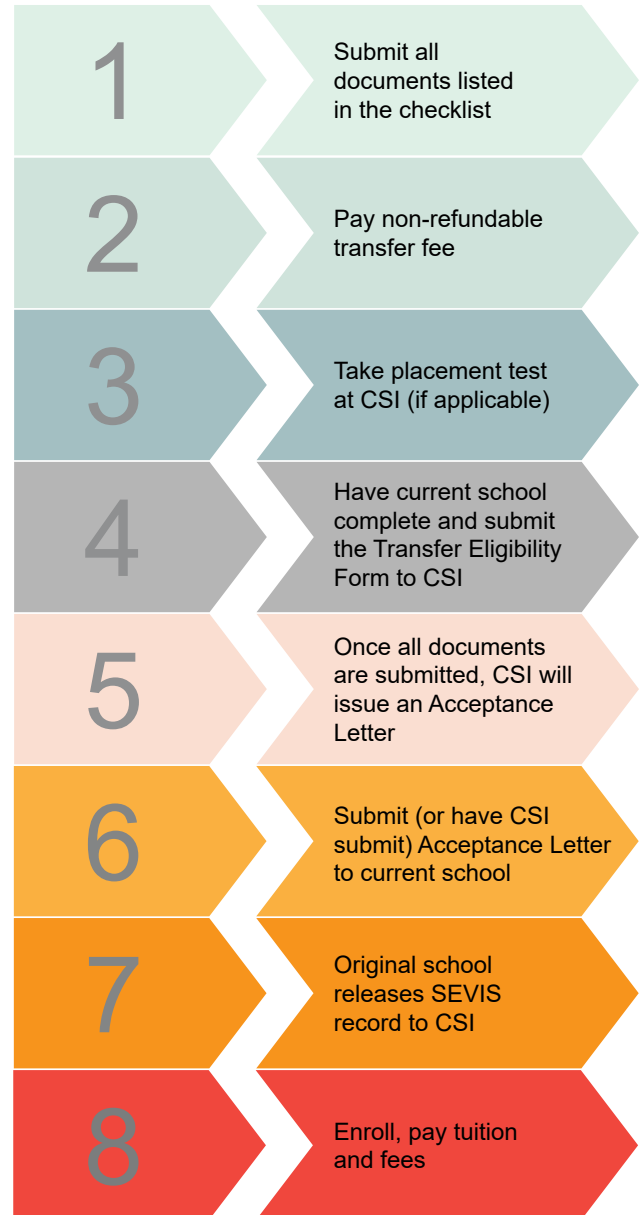 1
Submit all
documents listed
in the checklist
2
Pay non-refundable
transfer fee
3
Take placement test
at CSI (if applicable)
4
Have current school
complete and submit
the Transfer Eligibility
Form to CSI
5
Once all documents
are submitted, CSI will
issue an Acceptance
Letter
6
Submit (or have CSI
submit) Acceptance Letter
to current school
7
Original school
releases SEVIS
record to CSI
8
Enroll, pay tuition
and fees